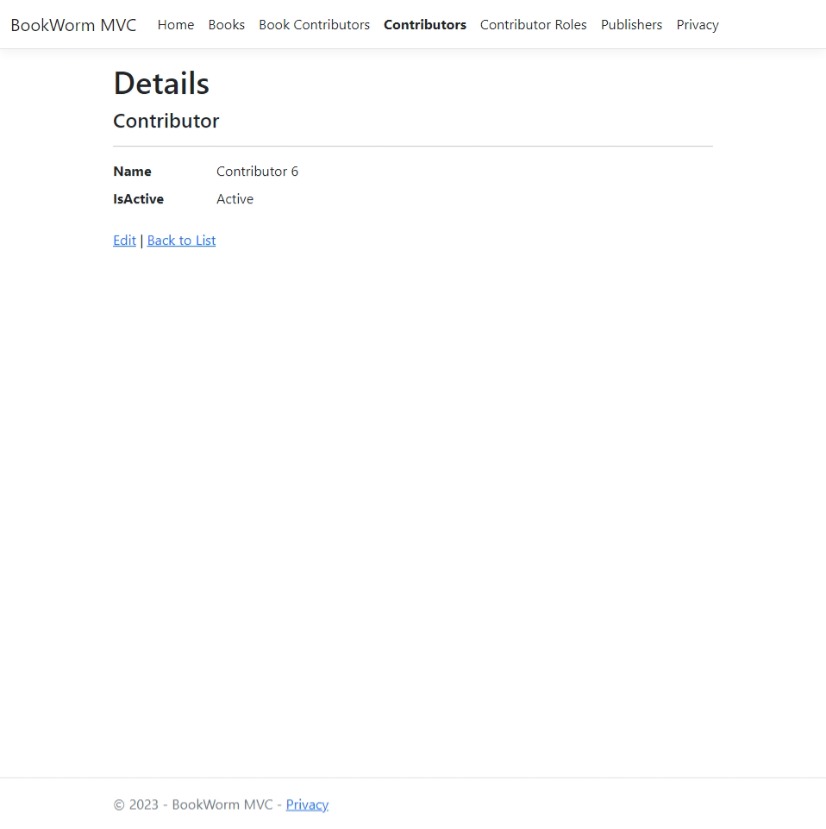 BookWorm MVC Home Books Book Contributors Contributors Contributor Roles Publishers Privacy
Details
Contributor
Name Contributor 6
IsActive Active
Edit | Back to List
© 2023 - BookWorm MVC - Privacy